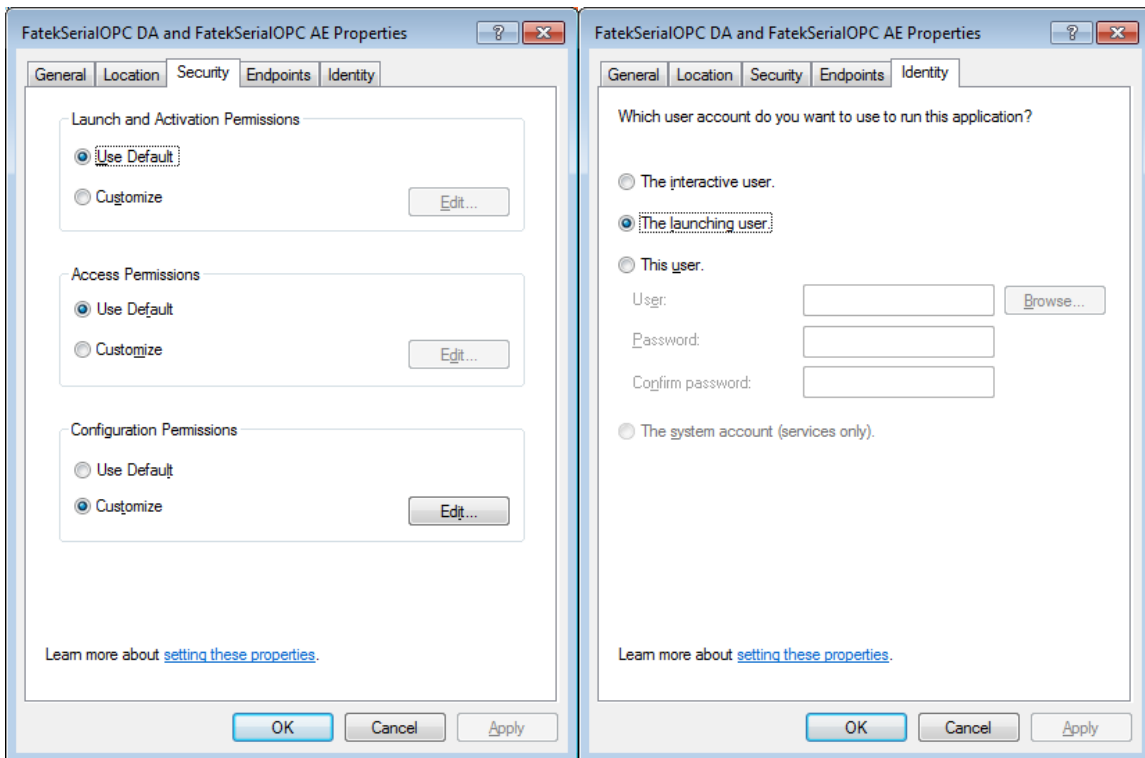 FatekSerialOPC DA and FatekSerialOPC AE Properties
General Location Security Endpoints Identity
Launch and Activation Permissions
Use Default
Customize
Edit...
Access Permissions
Use Default
Customize
Edit...
Configuration Permissions
Use Default
Customize
Edit...
Learn more about setting these properties.
OK Cancel Apply
FatekSerialOPC DA and FatekSerialOPC AE Properties
General Location Security Endpoints Identity
Which user account do you want to use to run this application?
The interactive user.
The launching user.
This user.
User:
Browse...
Password:
Confirm password:
The system account (services only).
Learn more about setting these properties.
OK Cancel Apply